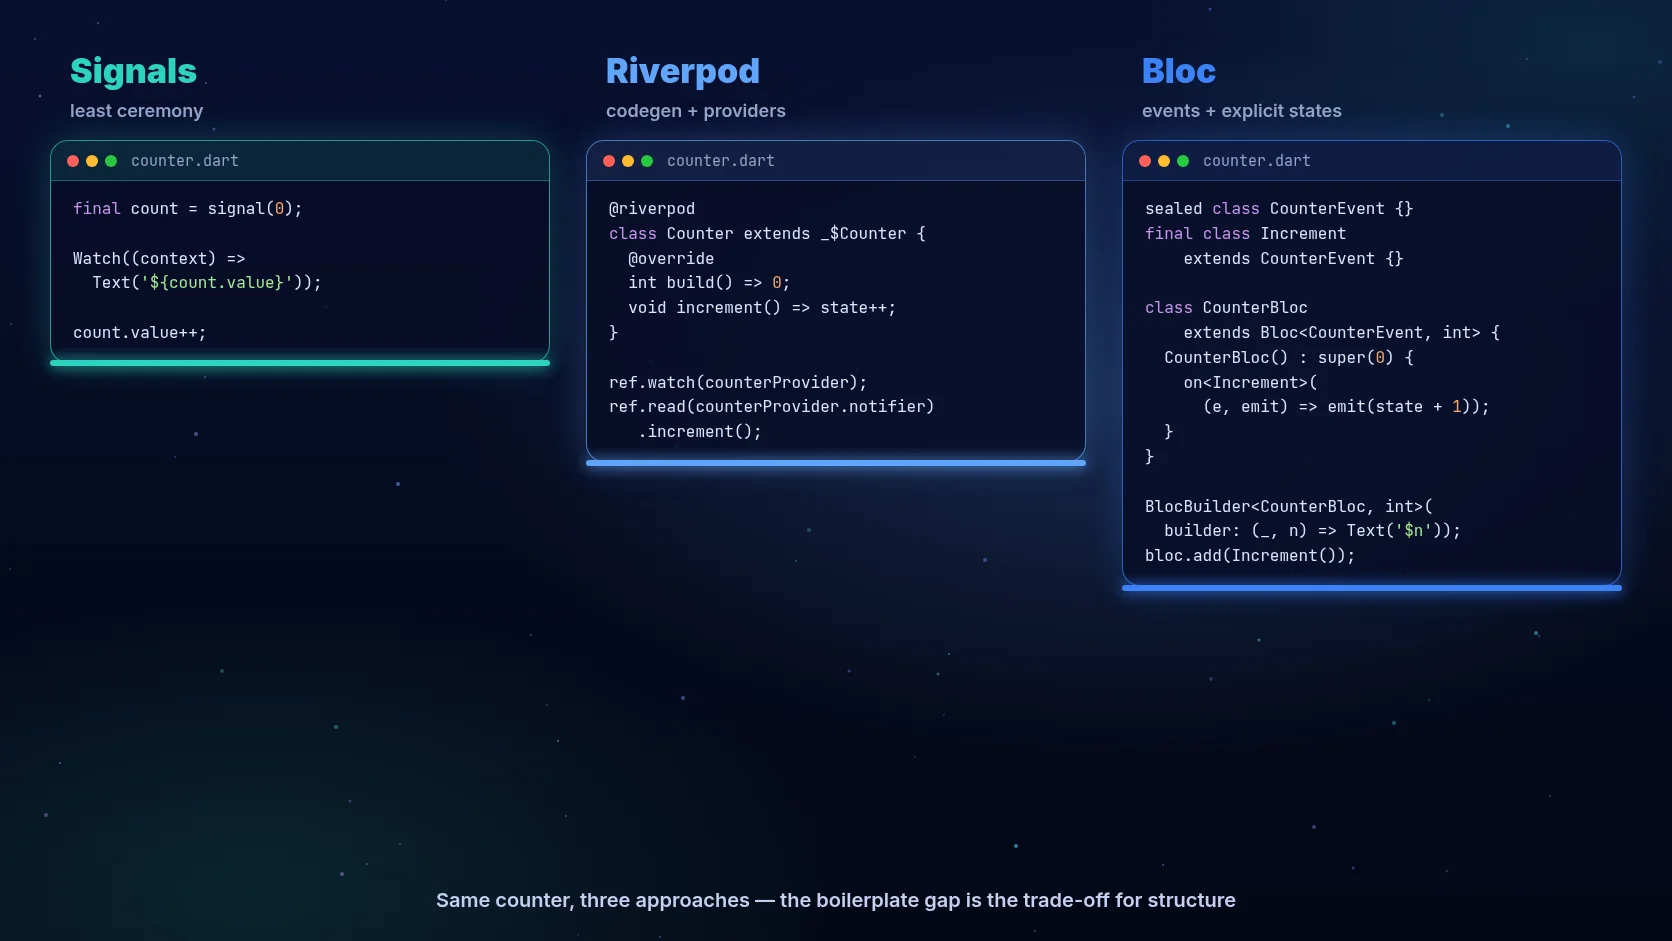 Signals
least ceremony
counter.dart
final count = signal(0);
Watch((context) =>
  Text('${count.value}'));
count.value++;
Riverpod
codegen + providers
counter.dart
@riverpod
class Counter extends _$Counter {
  @override
  int build() => 0;
  void increment() => state++;
}
ref.watch(counterProvider);
ref.read(counterProvider.notifier)
   .increment();
Bloc
events + explicit states
counter.dart
sealed class CounterEvent {}
final class Increment
    extends CounterEvent {}
class CounterBloc
    extends Bloc<CounterEvent, int> {
  CounterBloc() : super(0) {
    on<Increment>(
      (e, emit) => emit(state + 1));
  }
}
BlocBuilder<CounterBloc, int>(
  builder: (_, n) => Text('$n'));
bloc.add(Increment());
Same counter, three approaches — the boilerplate gap is the trade-off for structure